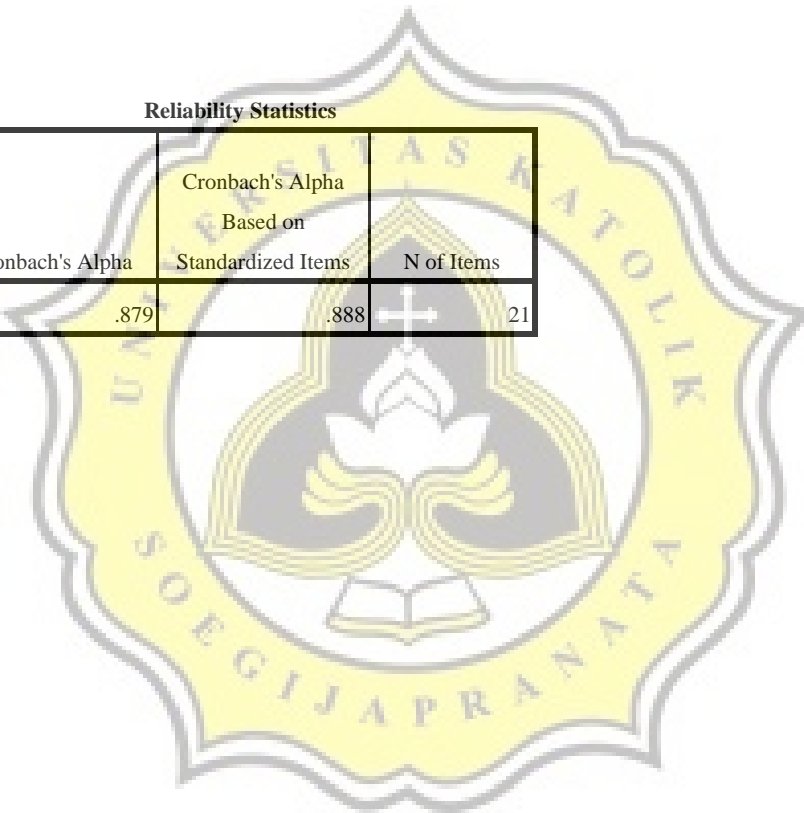 Reliability Statistics
onbach's Alpha
Cronbach's Alpha
Based on
Standardized Items
N of Items
.879
.888
21
UNIVERSITAS KATOLIK
SOEGIJAPRANATA